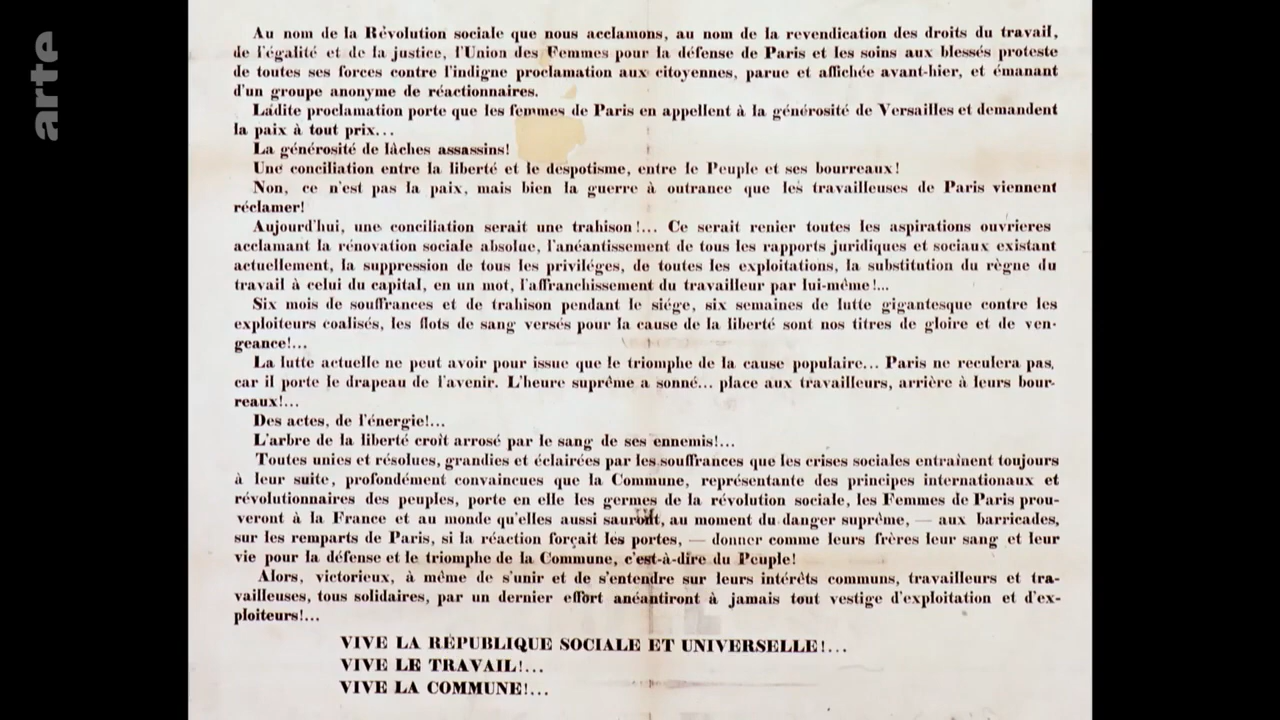 arte
Au nom de la Révolution sociale que nous acclamons, au nom de la revendication des droits du travail,
de l'égalité et de la justice, l'Union des Femmes pour la défense de Paris et les soins aux blessés proteste
de toutes ses forces contre l'indigne proclamation aux citoyennes, parue et affichée avant-hier, et émanant
d'un groupe anonyme de réactionnaires.
Ladite proclamation porte que les femmes de Paris en appellent à la générosité de Versailles et demandent
la paix à tout prix...
La générosité de lâches assassins!
Une conciliation entre la liberté et le despotisme, entre le Peuple et ses bourreaux!
Non, ce n'est pas la paix, mais bien la guerre à outrance que les travailleuses de Paris viennent
réclamer!
Aujourd'hui, une conciliation serait une trahison!... Ce serait renier toutes les aspirations ouvrieres
acclamant la rénovation sociale absolue, l'anéantissement de tous les rapports juridiques et sociaux existant
actuellement, la suppression de tous les priviléges, de toutes les exploitations, la substitution du règne du
travail à celui du capital, en un mot, l'affranchissement du travailleur par lui-même!...
Six mois de souffrances et de trahison pendant le siége, six semaines de lutte gigantesque contre les
exploiteurs coalisés, les flots de sang versés pour la cause de la liberté sont nos titres de gloire et de ven-
geance!...
La lutte actuelle ne peut avoir pour issue que le triomphe de la cause populaire... Paris ne reculera pas,
car il porte le drapeau de l'avenir. L'heure suprême a sonné... place aux travailleurs, arrière à leurs bour-
reaux!...
Des actes, de l'énergie!...
L'arbre de la liberté croît arrosé par le sang de ses ennemis!...
Toutes unies et résolues, grandies et éclairées par les souffrances que les crises sociales entraînent toujours
à leur suite, profondément convaincues que la Commune, représentante des principes internationaux et
révolutionnaires des peuples, porte en elle les germes de la révolution sociale, les Femmes de Paris prou-
veront à la France et au monde qu'elles aussi sauront, au moment du danger suprême, — aux barricades,
sur les remparts de Paris, si la réaction forçait les portes, — donner comme leurs frères leur sang et leur
vie pour la défense et le triomphe de la Commune, c'est-à-dire du Peuple!
Alors, victorieux, à même de s'unir et de s'entendre sur leurs intérêts communs, travailleurs et tra-
vailleuses, tous solidaires, par un dernier effort anéantiront à jamais tout vestige d'exploitation et d'ex-
ploiteurs!...
VIVE LA RÉPUBLIQUE SOCIALE ET UNIVERSELLE!...
VIVE LE TRAVAIL!...
VIVE LA COMMUNE!...